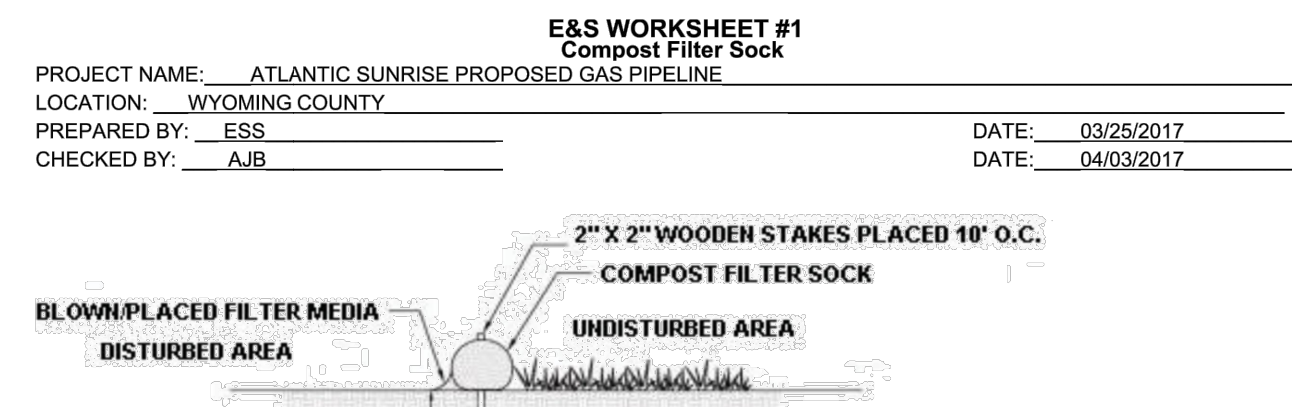 E&S WORKSHEET #1
Compost Filter Sock
PROJECT NAME: ATLANTIC SUNRISE PROPOSED GAS PIPELINE
LOCATION: WYOMING COUNTY
PREPARED BY: ESS DATE: 03/25/2017
CHECKED BY: AJB DATE: 04/03/2017
2" X 2" WOODEN STAKES PLACED 10' O.C.
COMPOST FILTER SOCK
BLOWN/PLACED FILTER MEDIA
UNDISTURBED AREA
DISTURBED AREA